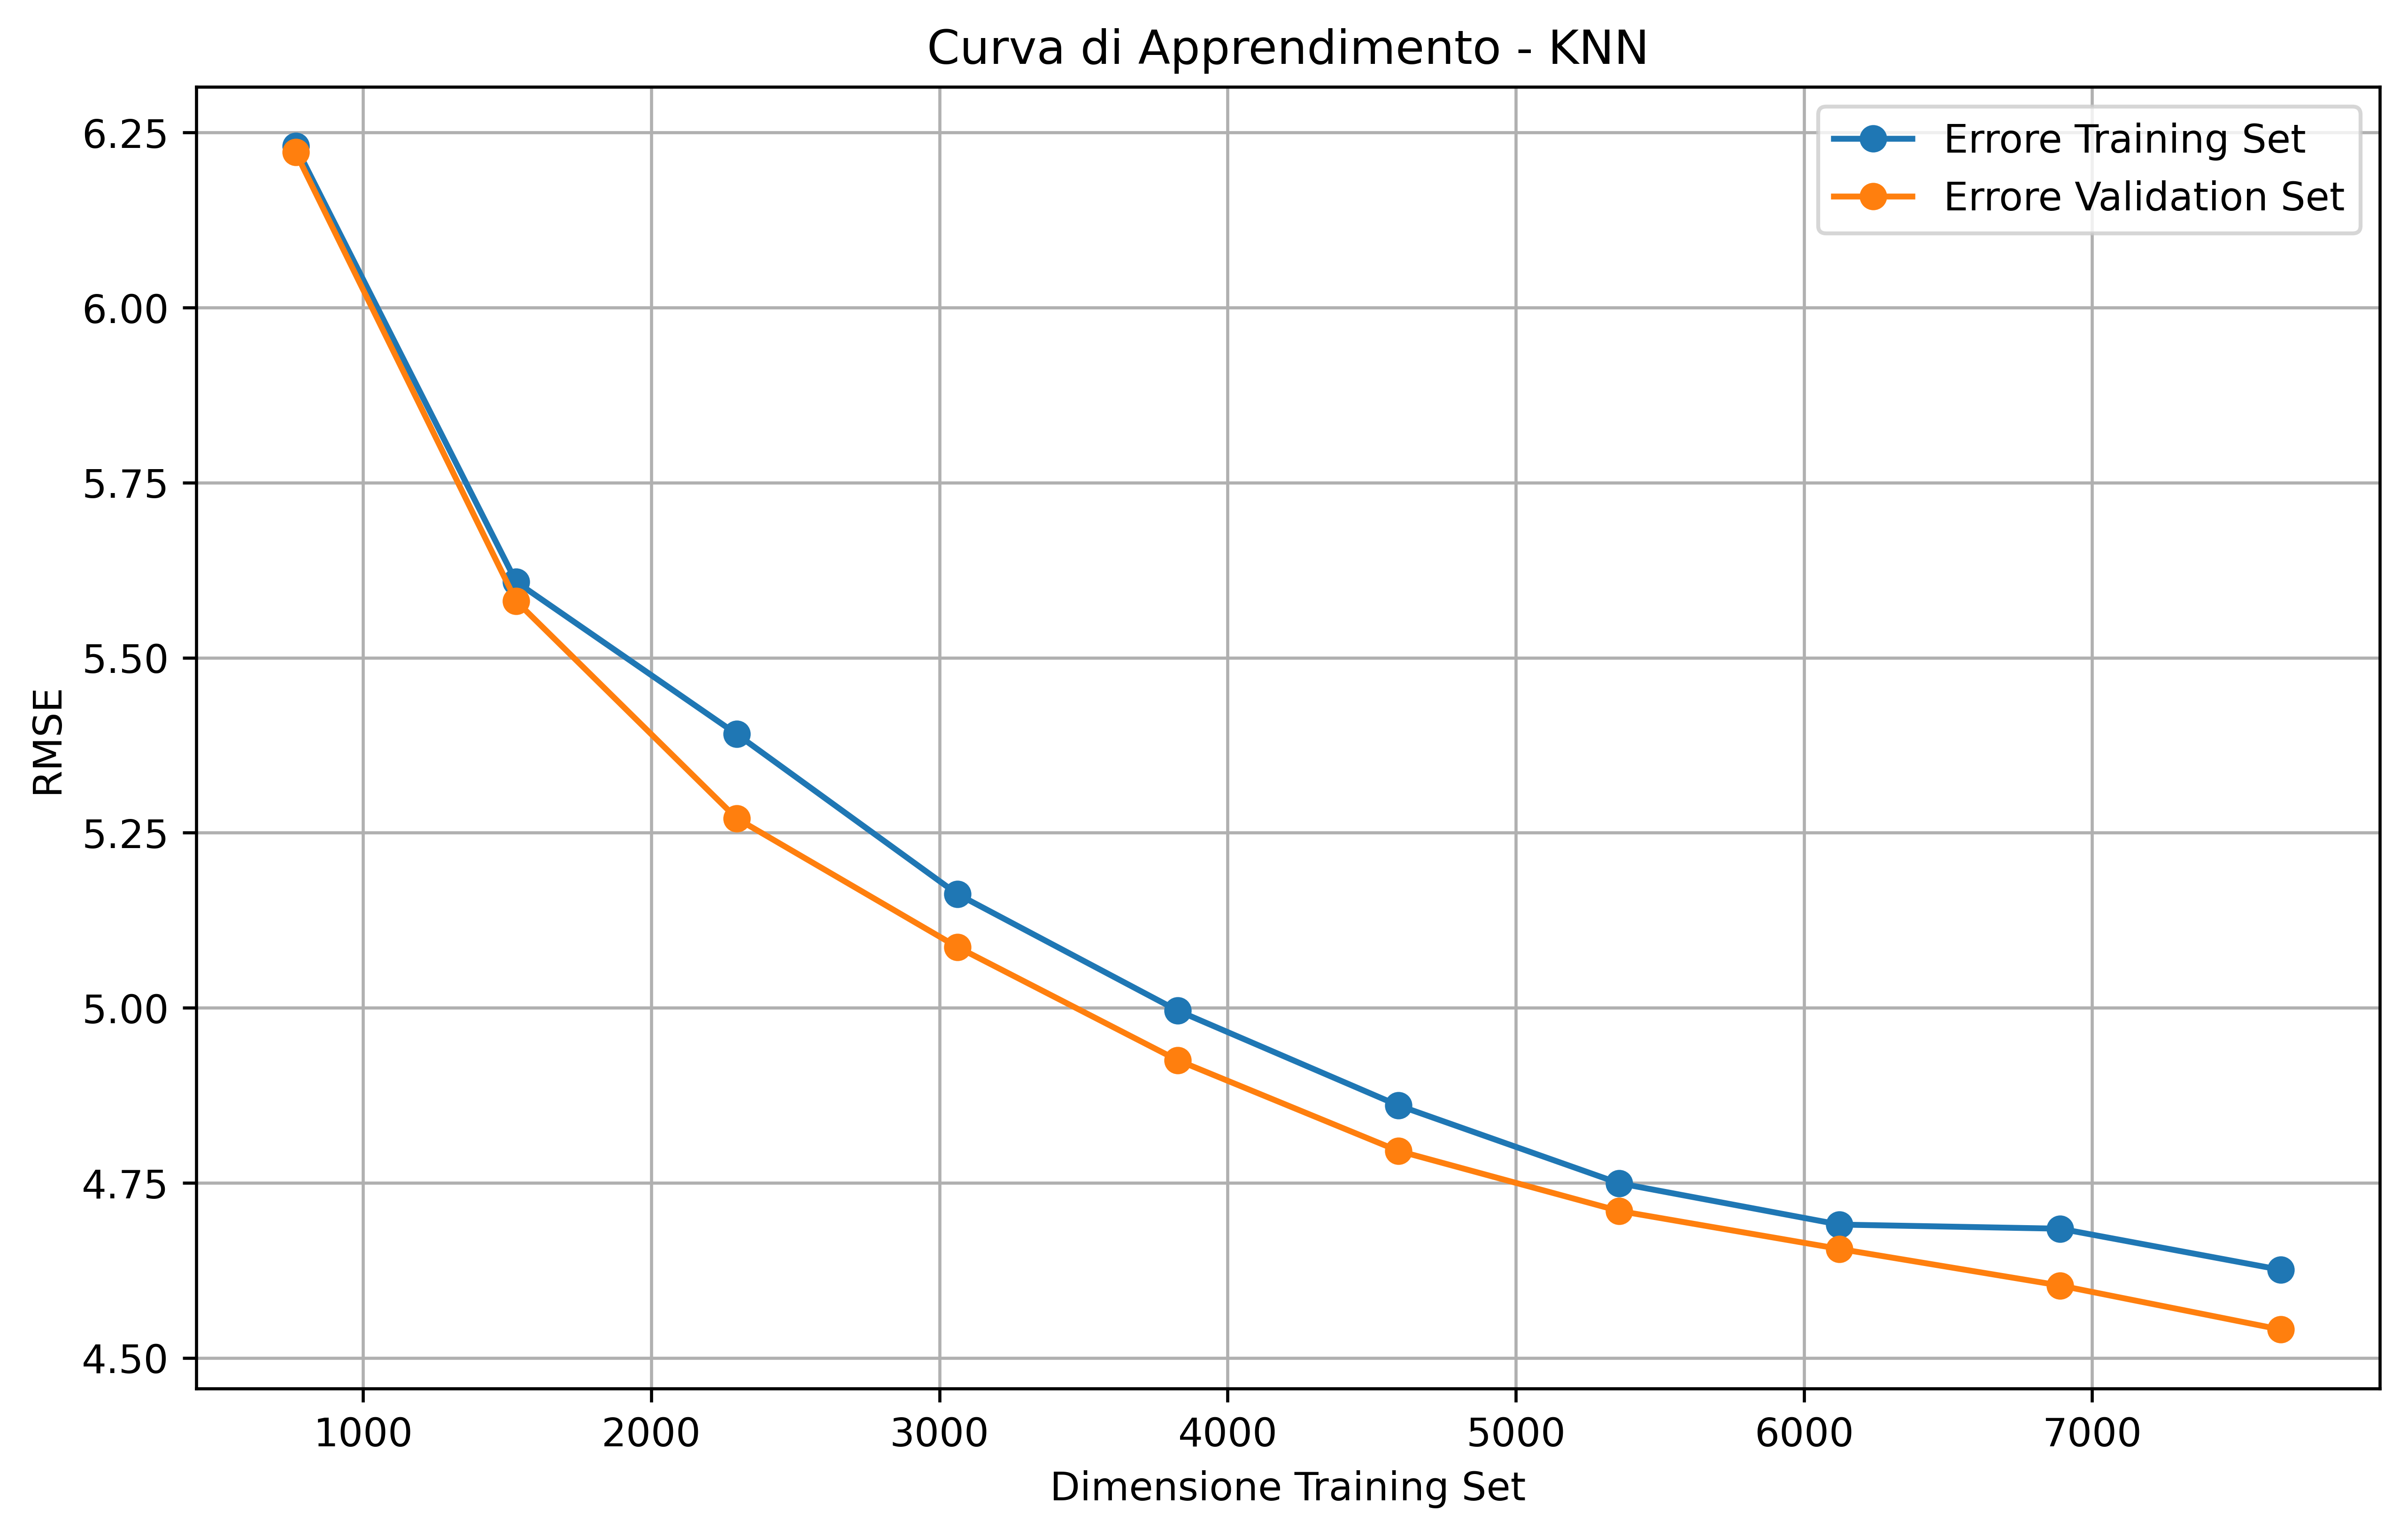 Curva di Apprendimento - KNN
Errore Training Set
Errore Validation Set
RMSE
6.25
6.00
5.75
5.50
5.25
5.00
4.75
4.50
1000 2000 3000 4000 5000 6000 7000
Dimensione Training Set